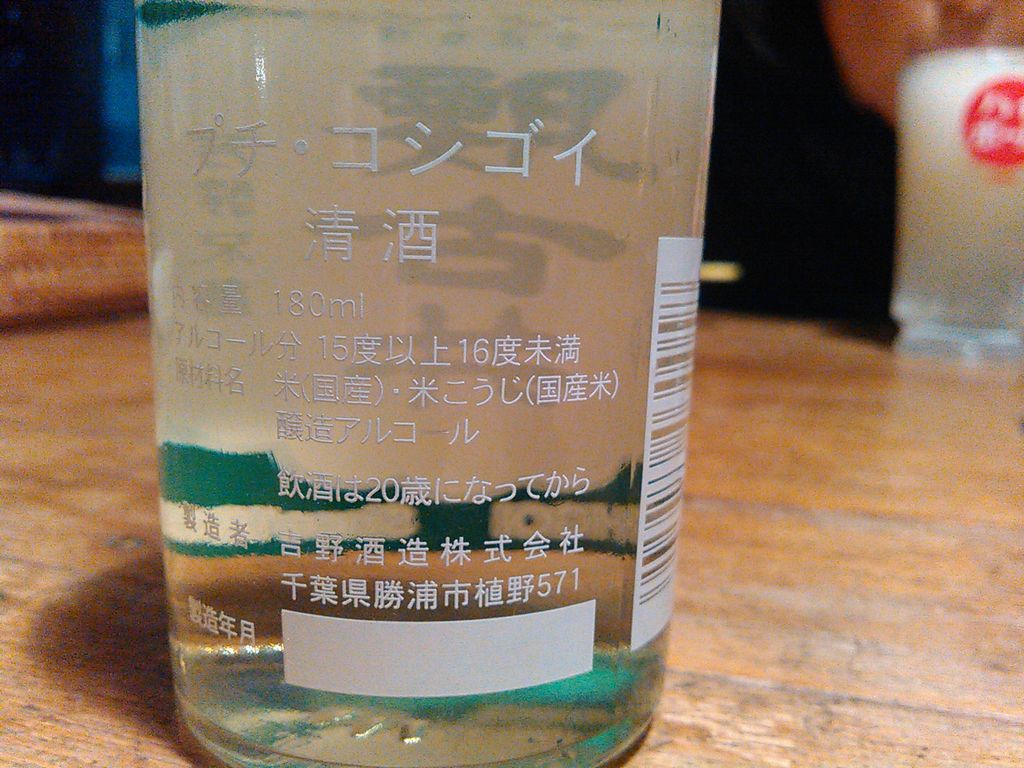 プチ・コシゴイ
清酒
内容量 180ml
アルコール分 15度以上16度未満
原材料名 米(国産)・米こうじ(国産米)
醸造アルコール
飲酒は20歳になってから
製造者 吉野酒造株式会社
千葉県勝浦市植野571
製造年月